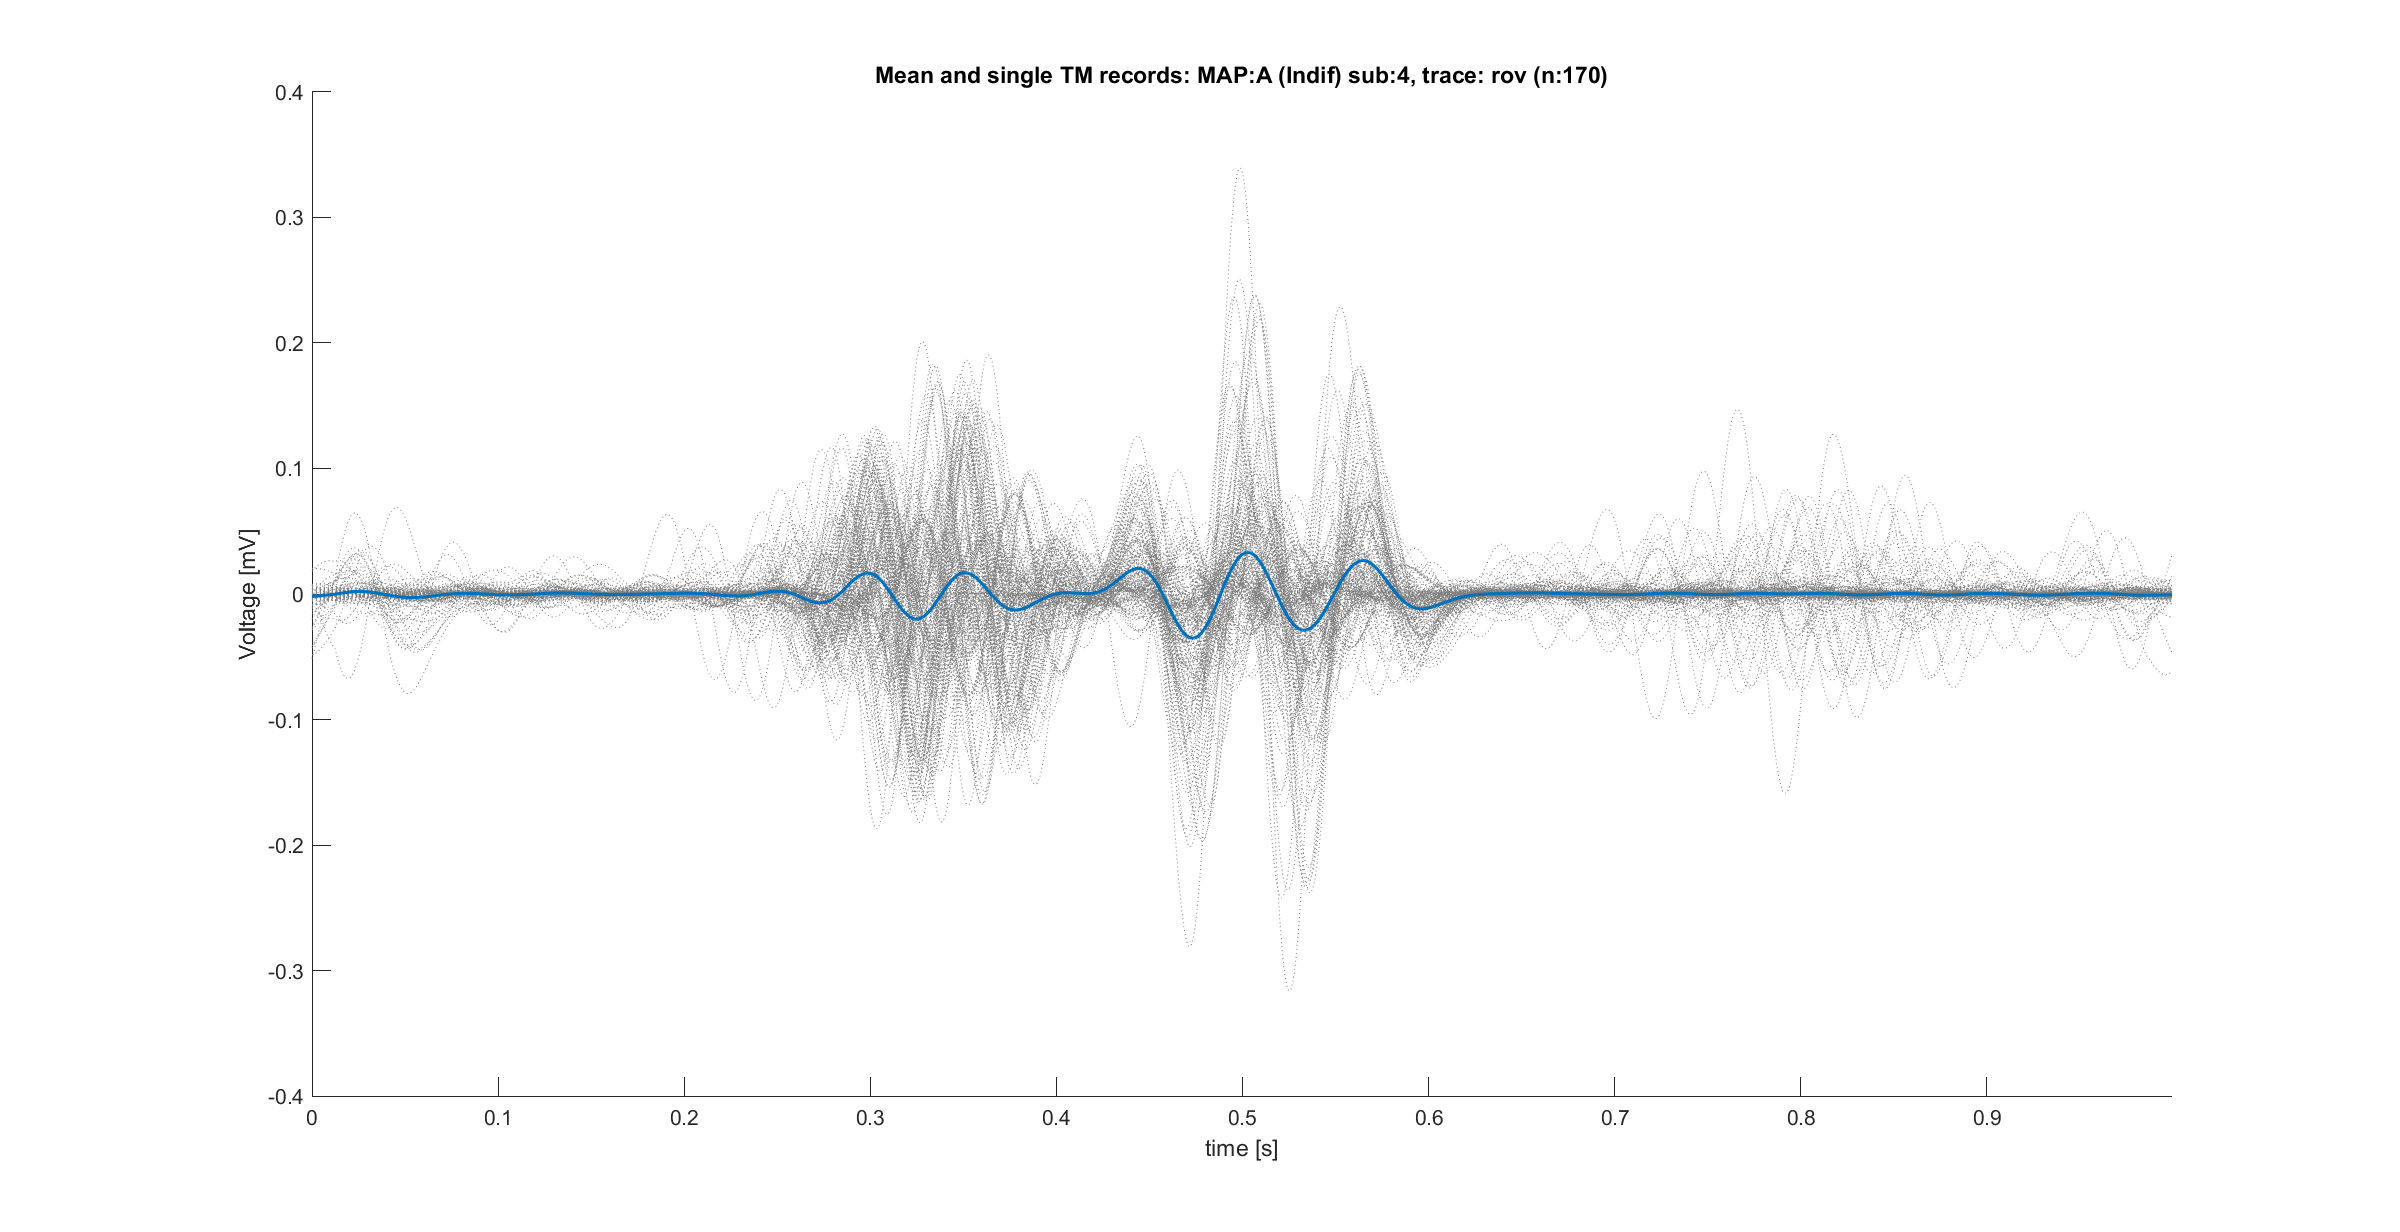 Mean and single TM records: MAP:A (Indif) sub:4, trace: rov (n:170)
0.4
0.3
0.2
0.1
0
-0.1
-0.2
-0.3
-0.4
Voltage [mV]
0 0.1 0.2 0.3 0.4 0.5 0.6 0.7 0.8 0.9
time [s]